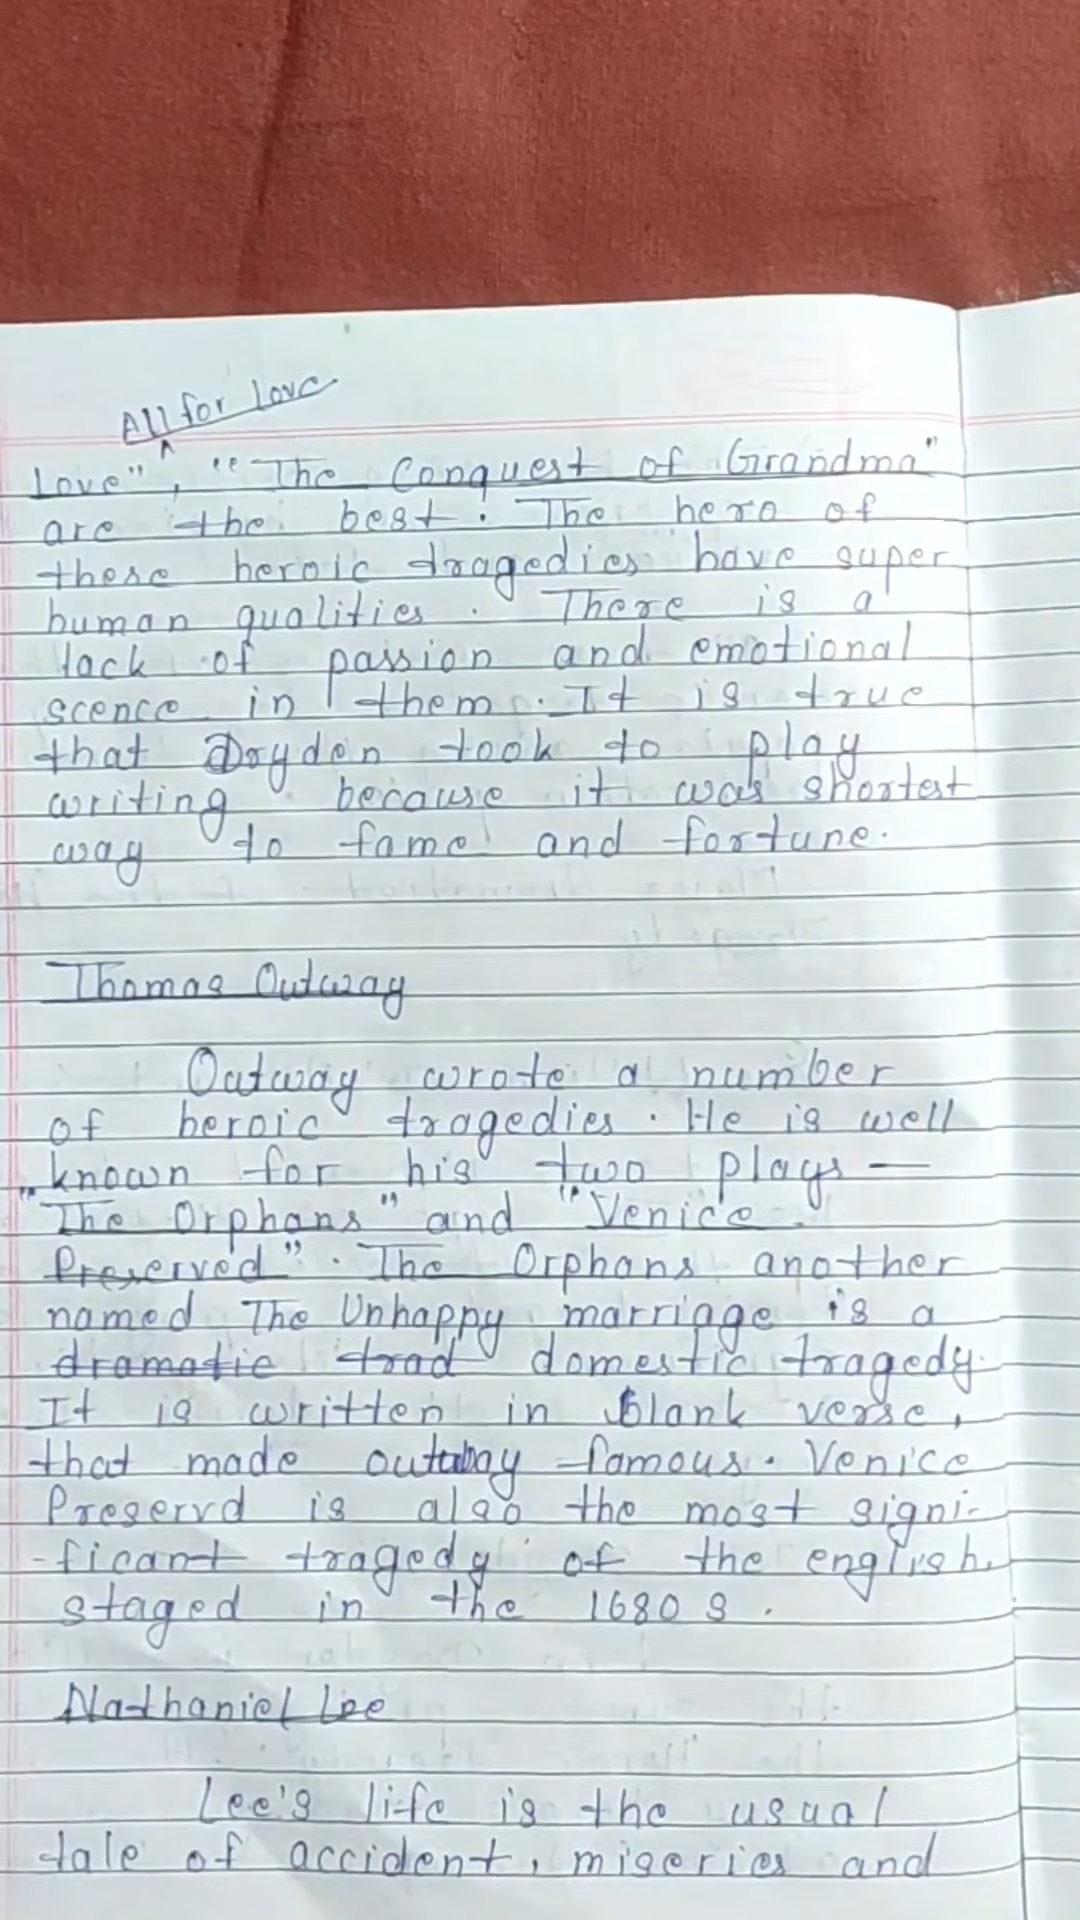 All for Love
Love", "The Conquest of Grandma"
are the best. The hero of
these heroic tragedies have super
human qualities. There is a
lack of passion and emotional
scence in them. It is true
that Dryden took to play
writing because it was shortest
way to fame and fortune.
Thomas Outway
Outway wrote a number
of heroic tragedies. He is well
known for his two plays —
"The Orphans" and "Venice
Preserved". The Orphans another
named The Unhappy marriage is a
dramatic trad domestic tragedy.
It is written in blank verse,
that made outway famous. Venice
Preservd is also the most signi-
-ficant tragedy of the english
staged in the 1680s.
Nathaniel Lee
Lee's life is the usual
tale of accident, miseries and